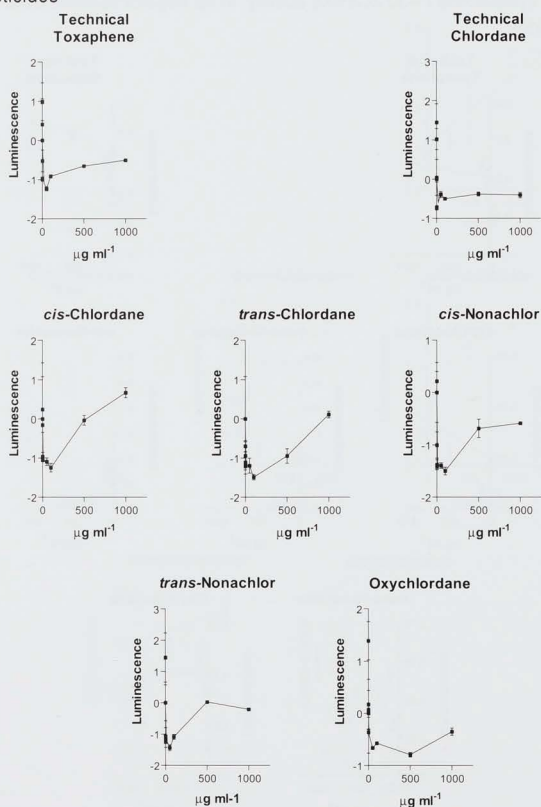 Technical
Toxaphene
Luminescence
2
1
0
-1
-2
0 500 1000
µg ml-1
Technical
Chlordane
Luminescence
3
2
1
0
-1
0 500 1000
µg ml-1
cis-Chlordane
Luminescence
2
1
0
-1
-2
0 500 1000
µg ml-1
trans-Chlordane
Luminescence
2
1
0
-1
-2
0 500 1000
µg ml-1
cis-Nonachlor
Luminescence
1
0
-1
-2
0 500 1000
µg ml-1
trans-Nonachlor
Luminescence
3
2
1
0
-1
-2
0 500 1000
µg ml-1
Oxychlordane
Luminescence
2
1
0
-1
0 500 1000
µg ml-1